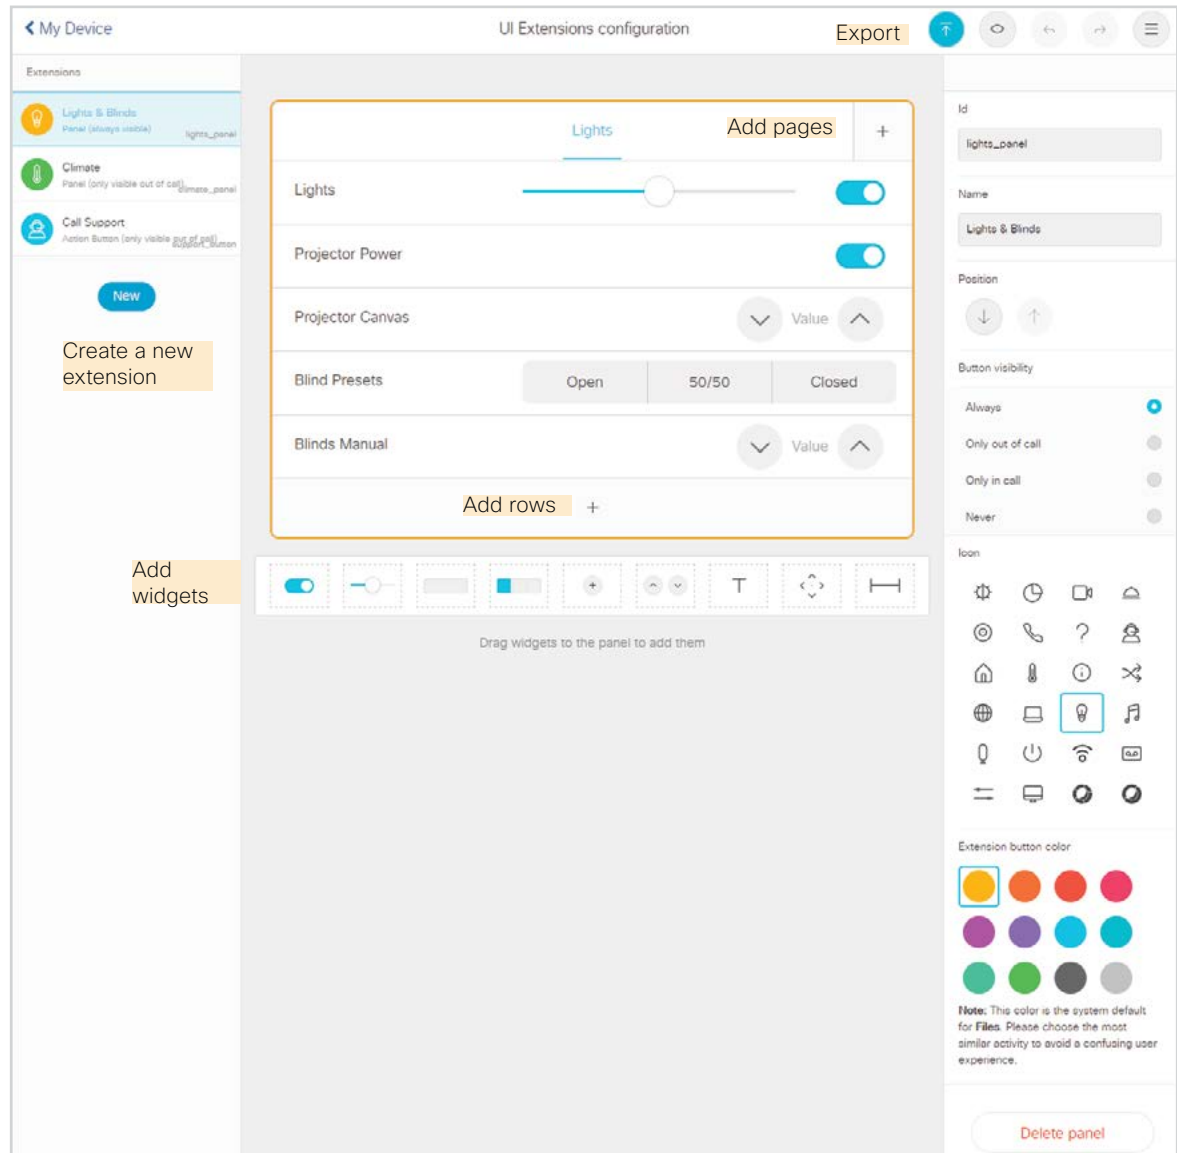 My Device
UI Extensions configuration
Export
Extensions
Lights & Blinds
Panel (always visible)
lights_panel
Climate
Panel (only visible out of call)
climate_panel
Call Support
Action Button (only visible out of call)
support_button
New
Create a new
extension
Lights
Add pages
+
Lights
Projector Power
Projector Canvas
Value
Blind Presets
Open
50/50
Closed
Blinds Manual
Value
Add rows
+
Add
widgets
+
T
Drag widgets to the panel to add them
Id
lights_panel
Name
Lights & Blinds
Position
Button visibility
Always
Only out of call
Only in call
Never
Icon
Extension button color
Note: This color is the system default
for Files. Please choose the most
similar activity to avoid a confusing user
experience.
Delete panel